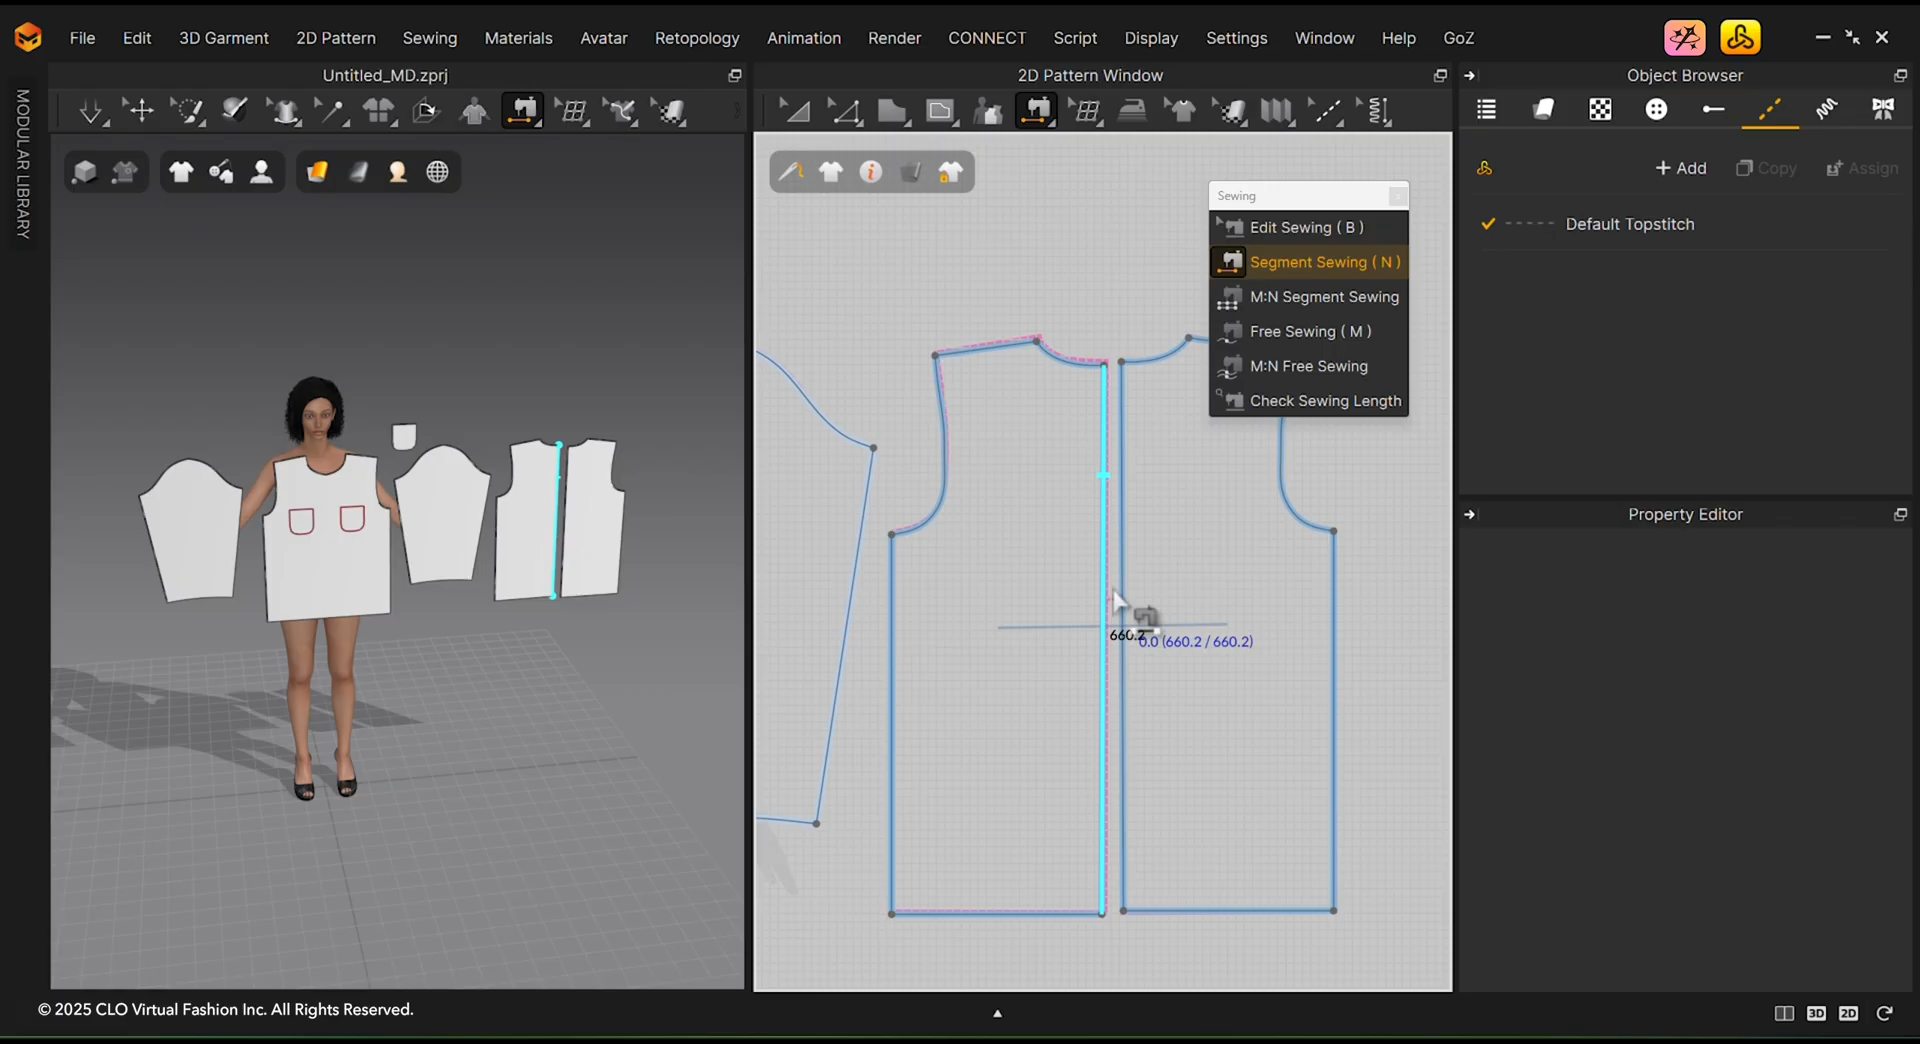 File Edit 3D Garment 2D Pattern Sewing Materials Avatar Retopology Animation Render CONNECT Script Display Settings Window Help GoZ
MODULAR LIBRARY
Untitled_MD.zprj
2D Pattern Window
Object Browser
+ Add Copy Assign
Default Topstitch
Sewing
Edit Sewing ( B )
Segment Sewing ( N )
M:N Segment Sewing
Free Sewing ( M )
M:N Free Sewing
Check Sewing Length
Property Editor
660.2
0.0 (660.2 / 660.2)
© 2025 CLO Virtual Fashion Inc. All Rights Reserved.
3D 2D